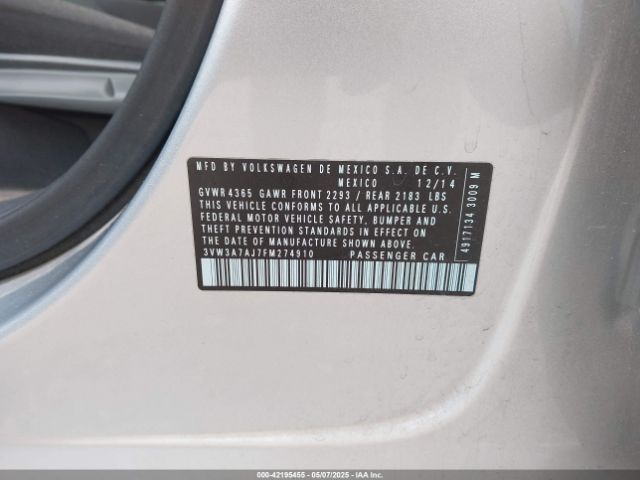 MFD BY VOLKSWAGEN DE MEXICO S.A. DE C.V.
MEXICO 12/14
GVWR 4365 GAWR FRONT 2293 / REAR 2183 LBS
THIS VEHICLE CONFORMS TO ALL APPLICABLE U.S.
FEDERAL MOTOR VEHICLE SAFETY, BUMPER AND
THEFT PREVENTION STANDARDS IN EFFECT ON
THE DATE OF MANUFACTURE SHOWN ABOVE.
3VW3A7AJ7FM274910 PASSENGER CAR
4917134 3009 M
000-42195455 | 05/07/2025 | IAAI.COM